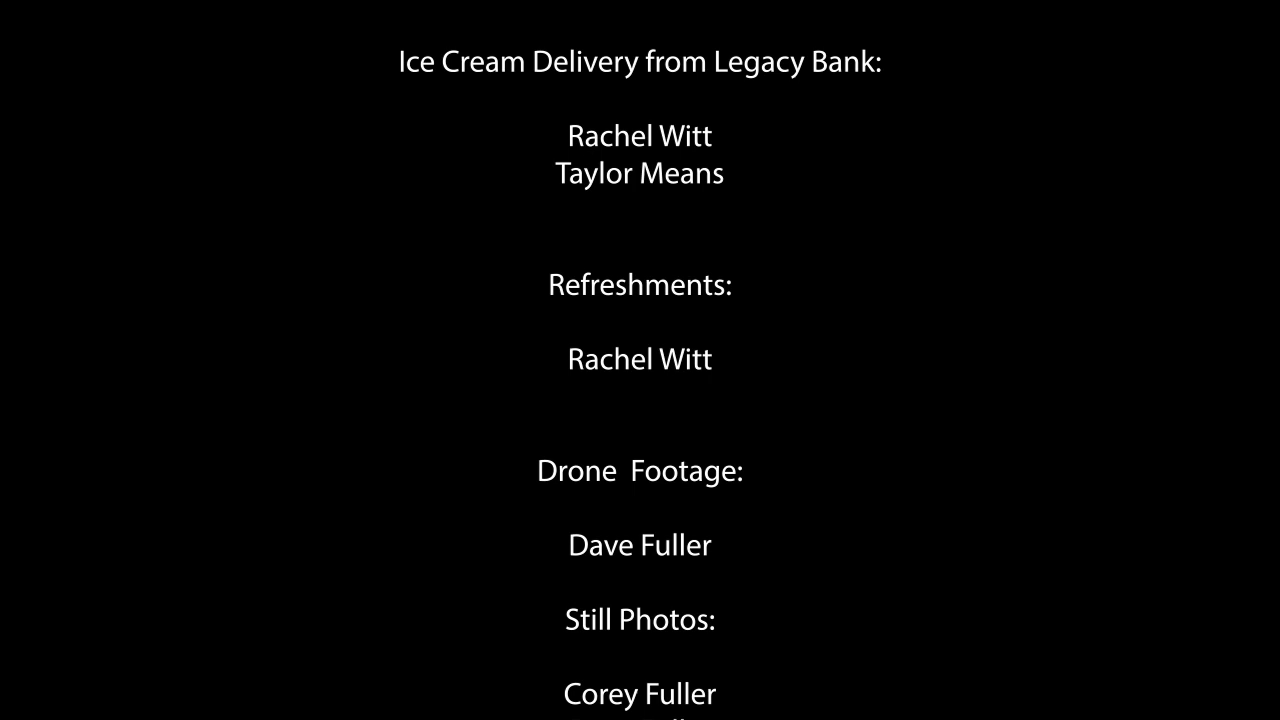 Ice Cream Delivery from Legacy Bank:
Rachel Witt
Taylor Means
Refreshments:
Rachel Witt
Drone  Footage:
Dave Fuller
Still Photos:
Corey Fuller